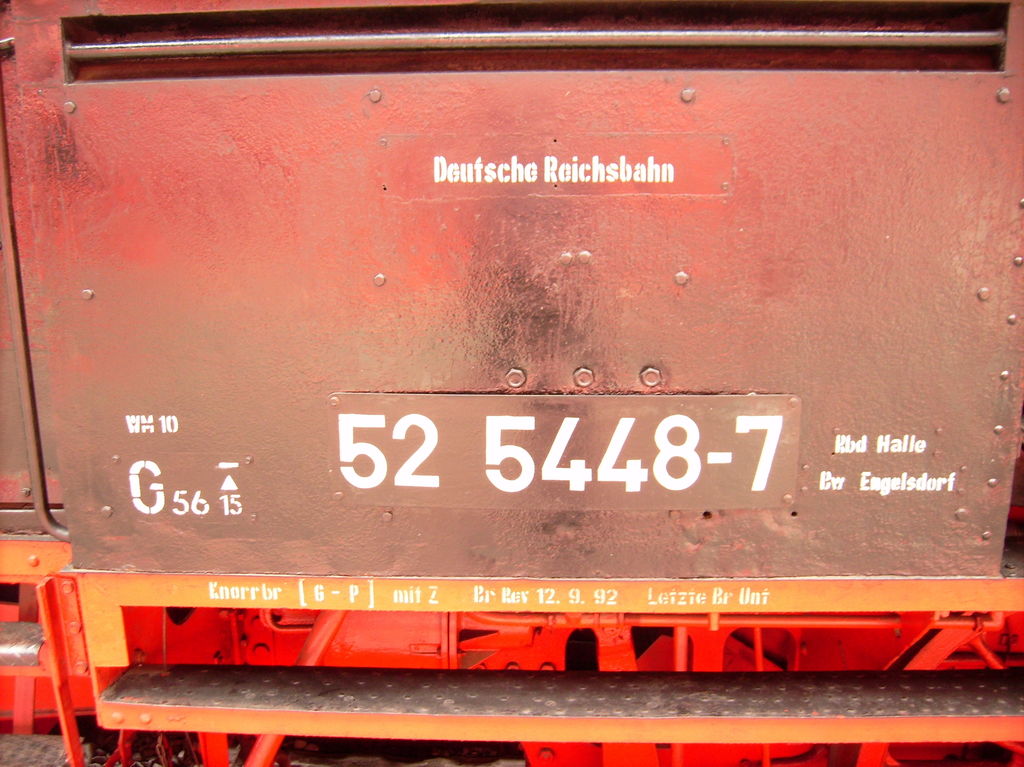 Deutsche Reichsbahn
WM 10
G 56 15
52 5448-7
Rbd Halle
Bw Engelsdorf
Knorrbr [G - P] mit Z Br Rev 12. 9. 92 Letzte Br Unt